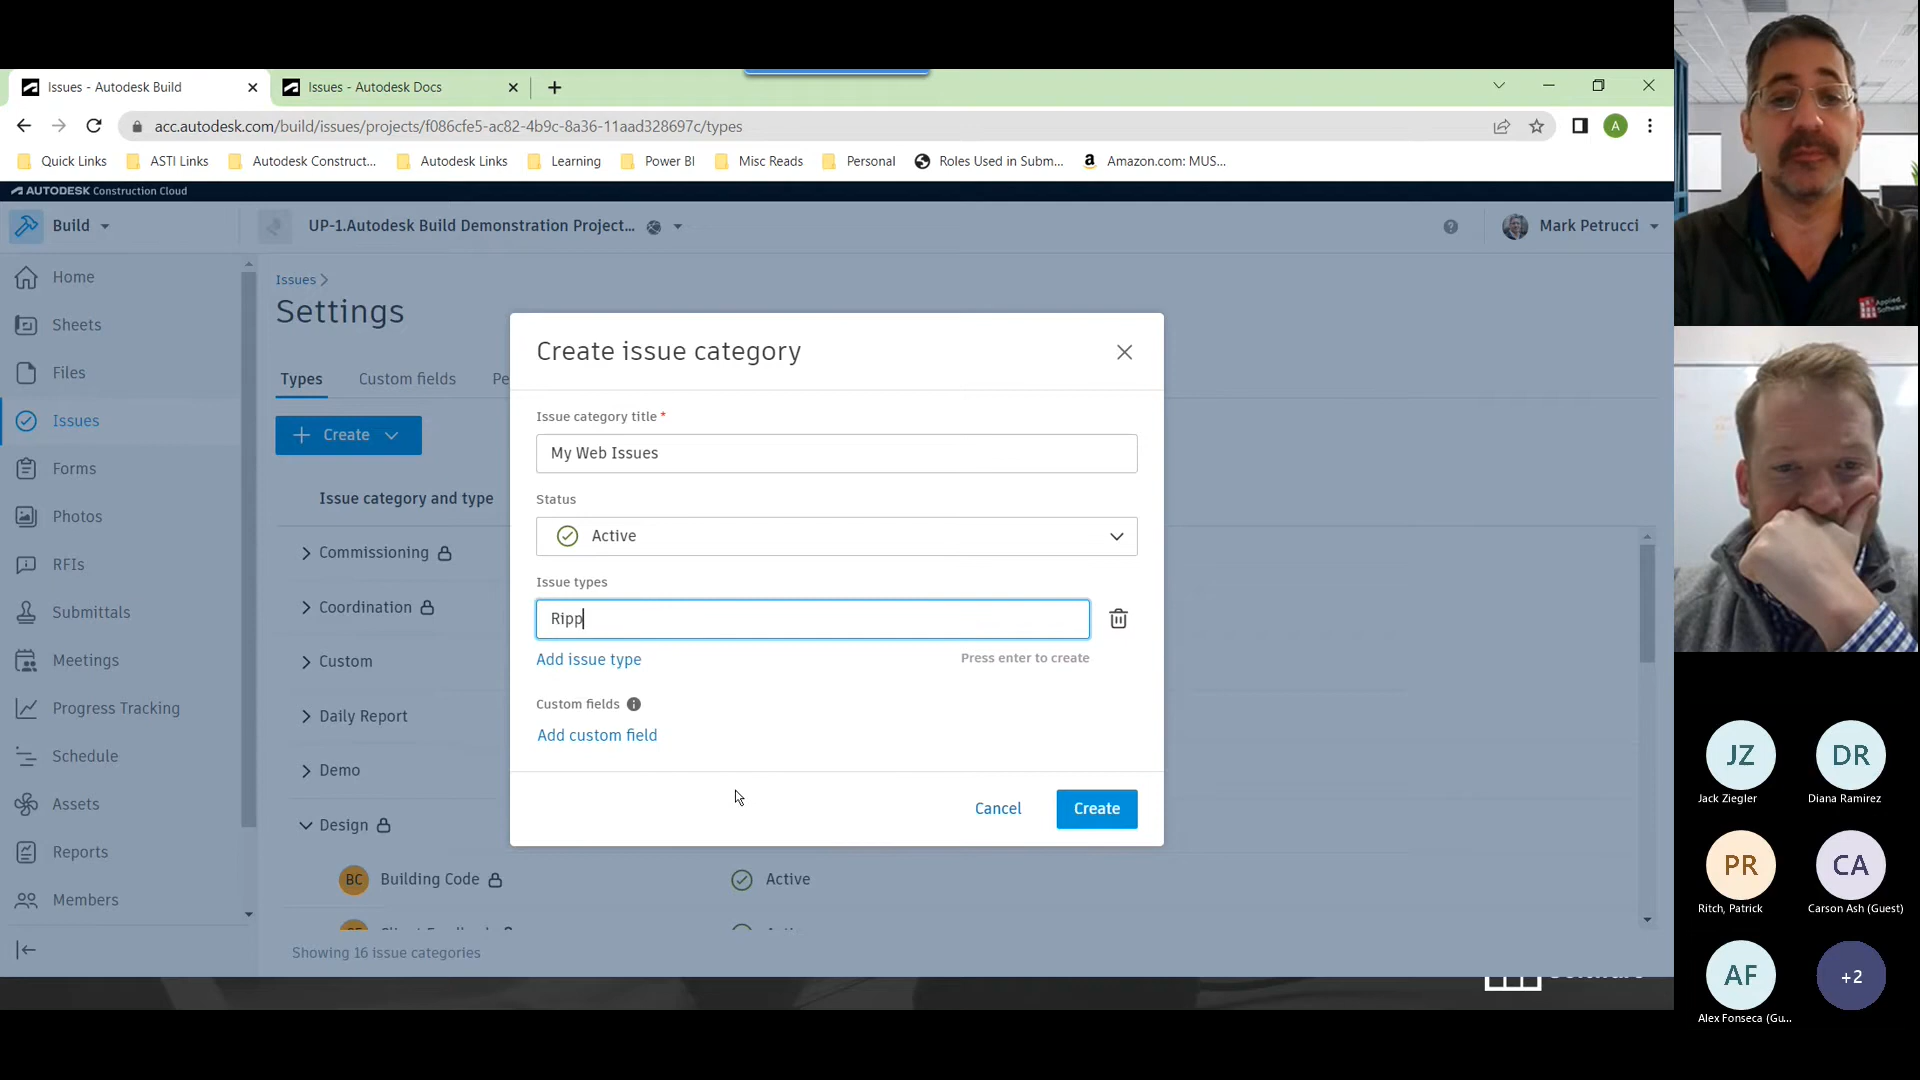 Issues - Autodesk Build
Issues - Autodesk Docs
acc.autodesk.com/build/issues/projects/f086cfe5-ac82-4b9c-8a36-11aad328697c/types
A
Quick Links
ASTI Links
Autodesk Construct...
Autodesk Links
Learning
Power BI
Misc Reads
Personal
Roles Used in Subm...
Amazon.com: MUS...
AUTODESK Construction Cloud
Build
UP-1.Autodesk Build Demonstration Project...
Mark Petrucci
Home
Sheets
Files
Issues
Forms
Photos
RFIs
Submittals
Meetings
Progress Tracking
Schedule
Assets
Reports
Members
Issues
Settings
Types
Custom fields
Pe
Create
Issue category and type
Commissioning
Coordination
Custom
Daily Report
Demo
Design
BC
Building Code
Active
Showing 16 issue categories
Create issue category
Issue category title *
My Web Issues
Status
Active
Issue types
Ripp
Add issue type
Press enter to create
Custom fields
Add custom field
Cancel
Create
Applied
Software
JZ
Jack Ziegler
DR
Diana Ramirez
PR
Ritch, Patrick
CA
Carson Ash (Guest)
AF
Alex Fonseca (Gu...
+2